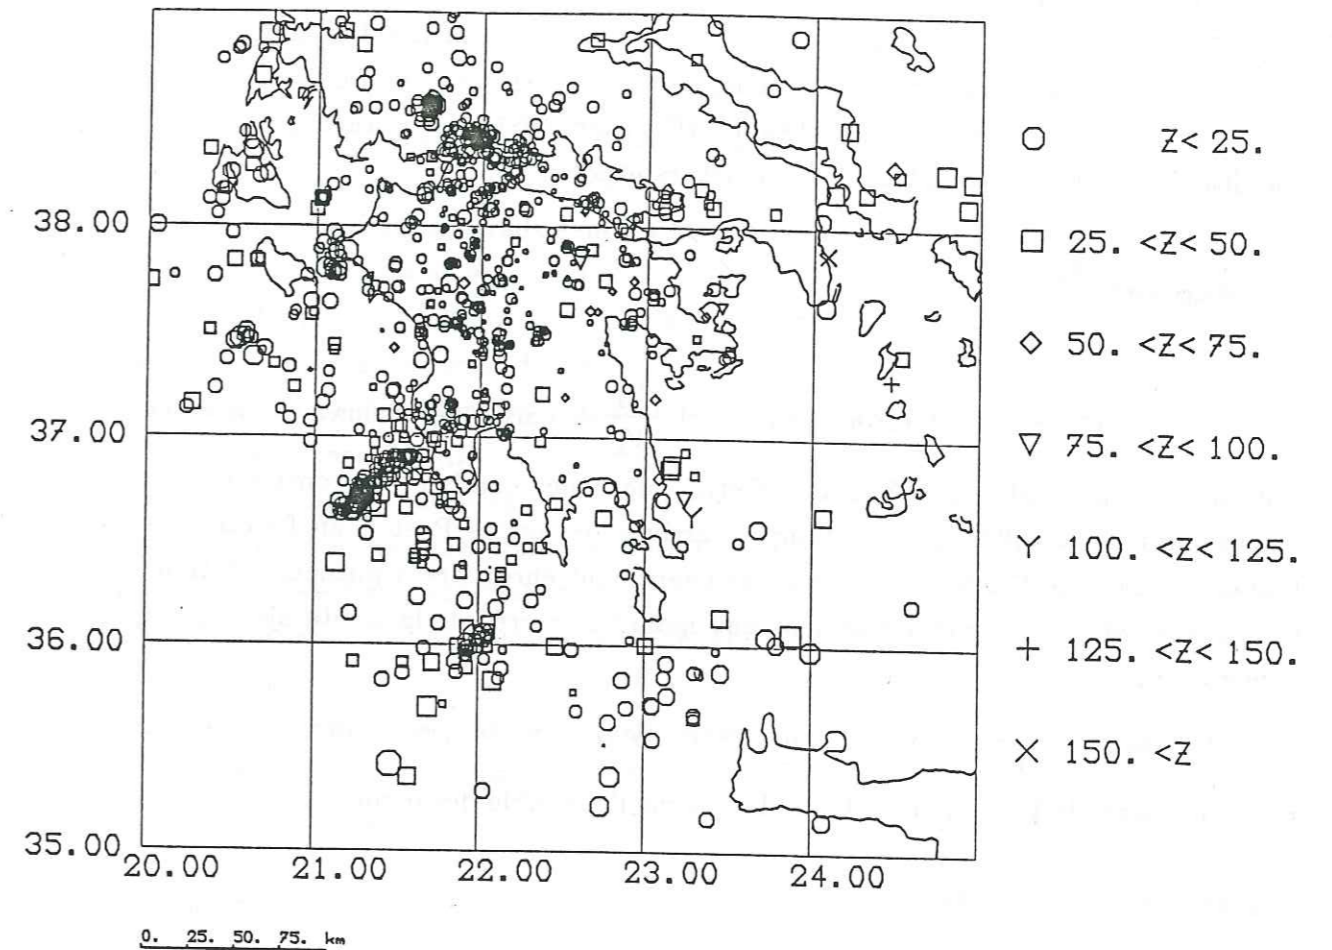 Z< 25.
38.00
25. <Z< 50.
50. <Z< 75.
37.00
75. <Z< 100.
100. <Z< 125.
36.00
125. <Z< 150.
150. <Z
35.00
20.00 21.00 22.00 23.00 24.00
0. 25. 50. 75. km